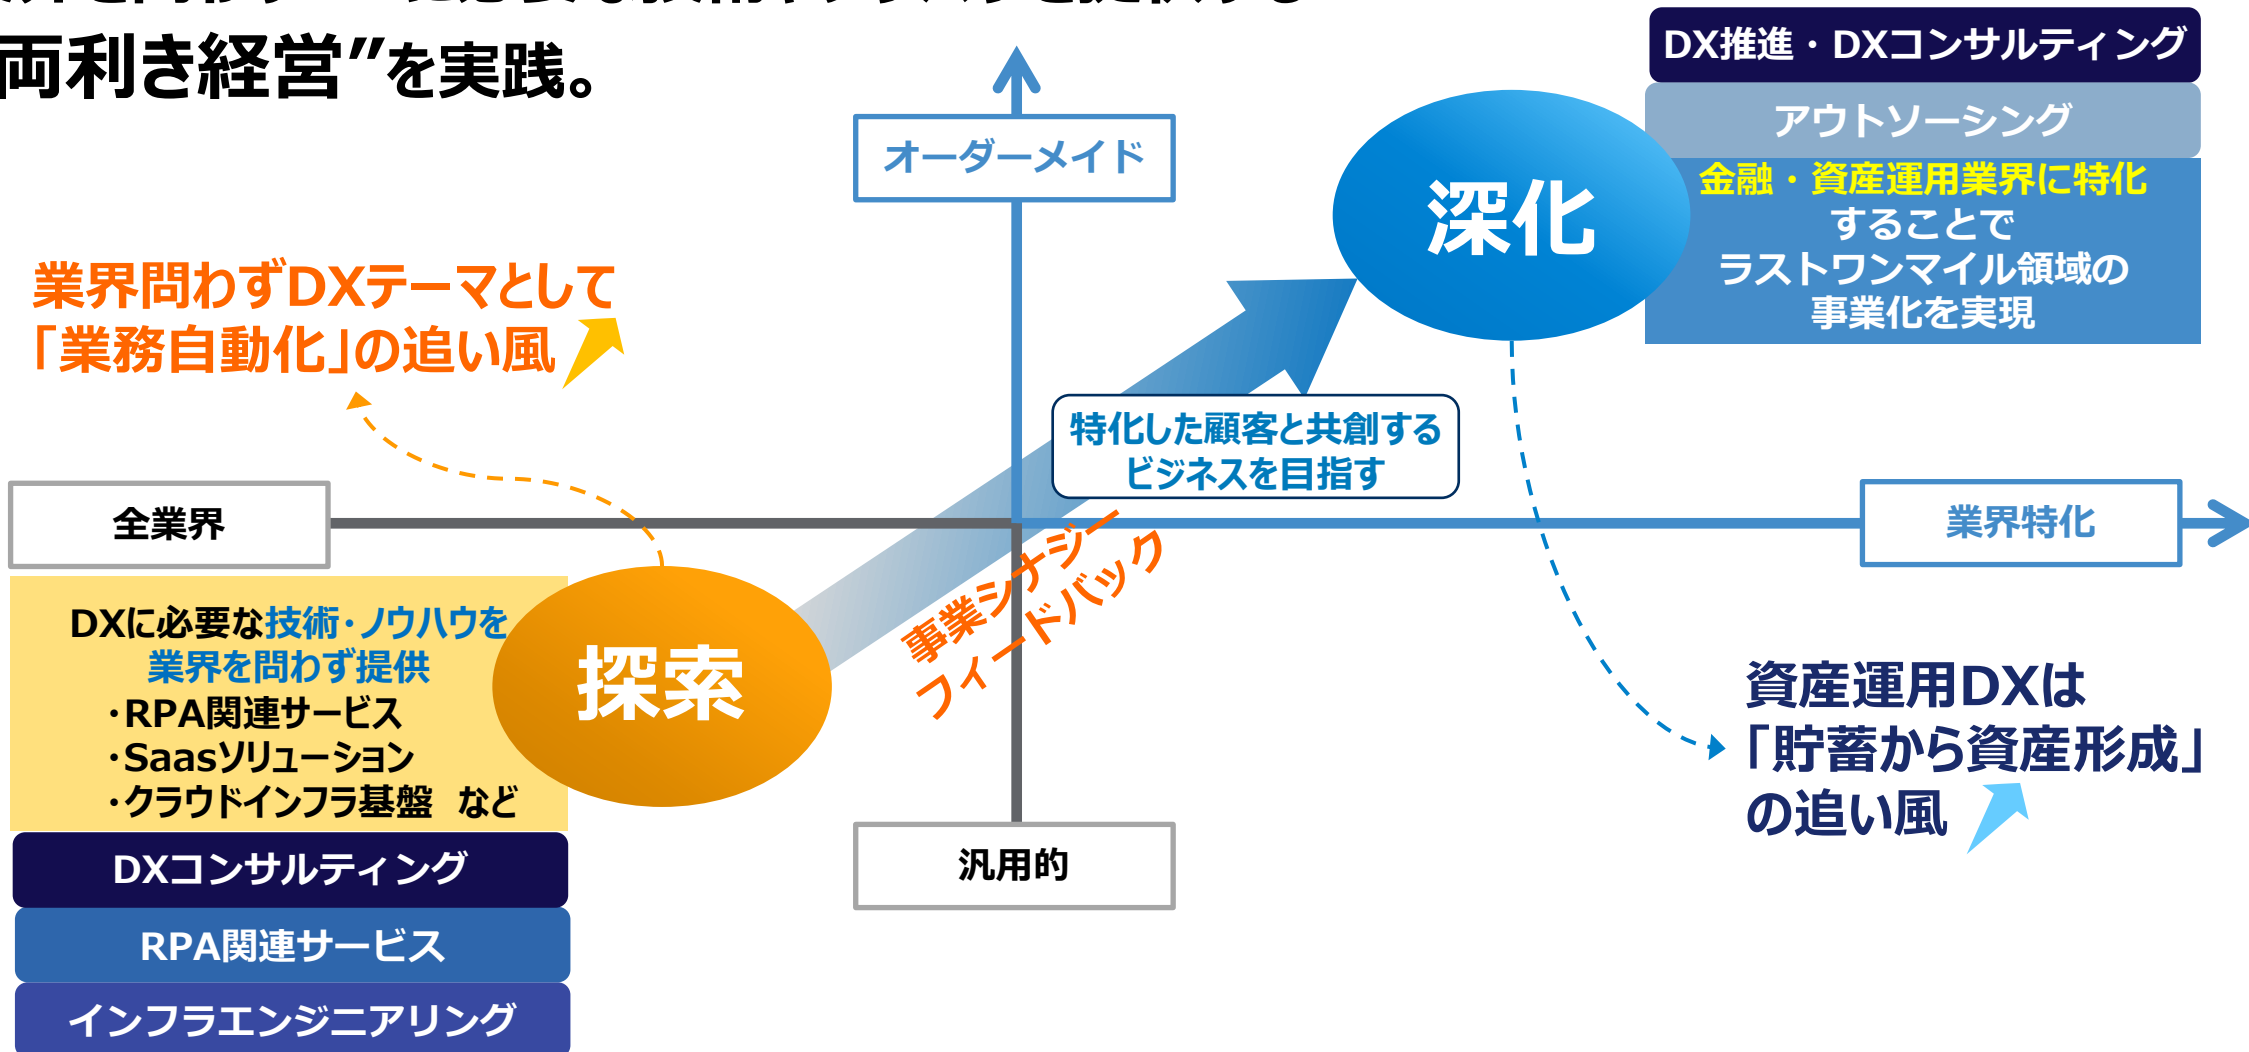 両利き経営”を実践。
DX推進・DXコンサルティング
アウトソーシング
金融・資産運用業界に特化
することで
ラストワンマイル領域の
事業化を実現
オーダーメイド
深化
業界問わずDXテーマとして
「業務自動化」の追い風
特化した顧客と共創する
ビジネスを目指す
全業界
業界特化
事業シナジー
フィードバック
DXに必要な技術・ノウハウを
業界を問わず提供
・RPA関連サービス
・Saasソリューション
・クラウドインフラ基盤 など
探索
資産運用DXは
「貯蓄から資産形成」
の追い風
汎用的
DXコンサルティング
RPA関連サービス
インフラエンジニアリング